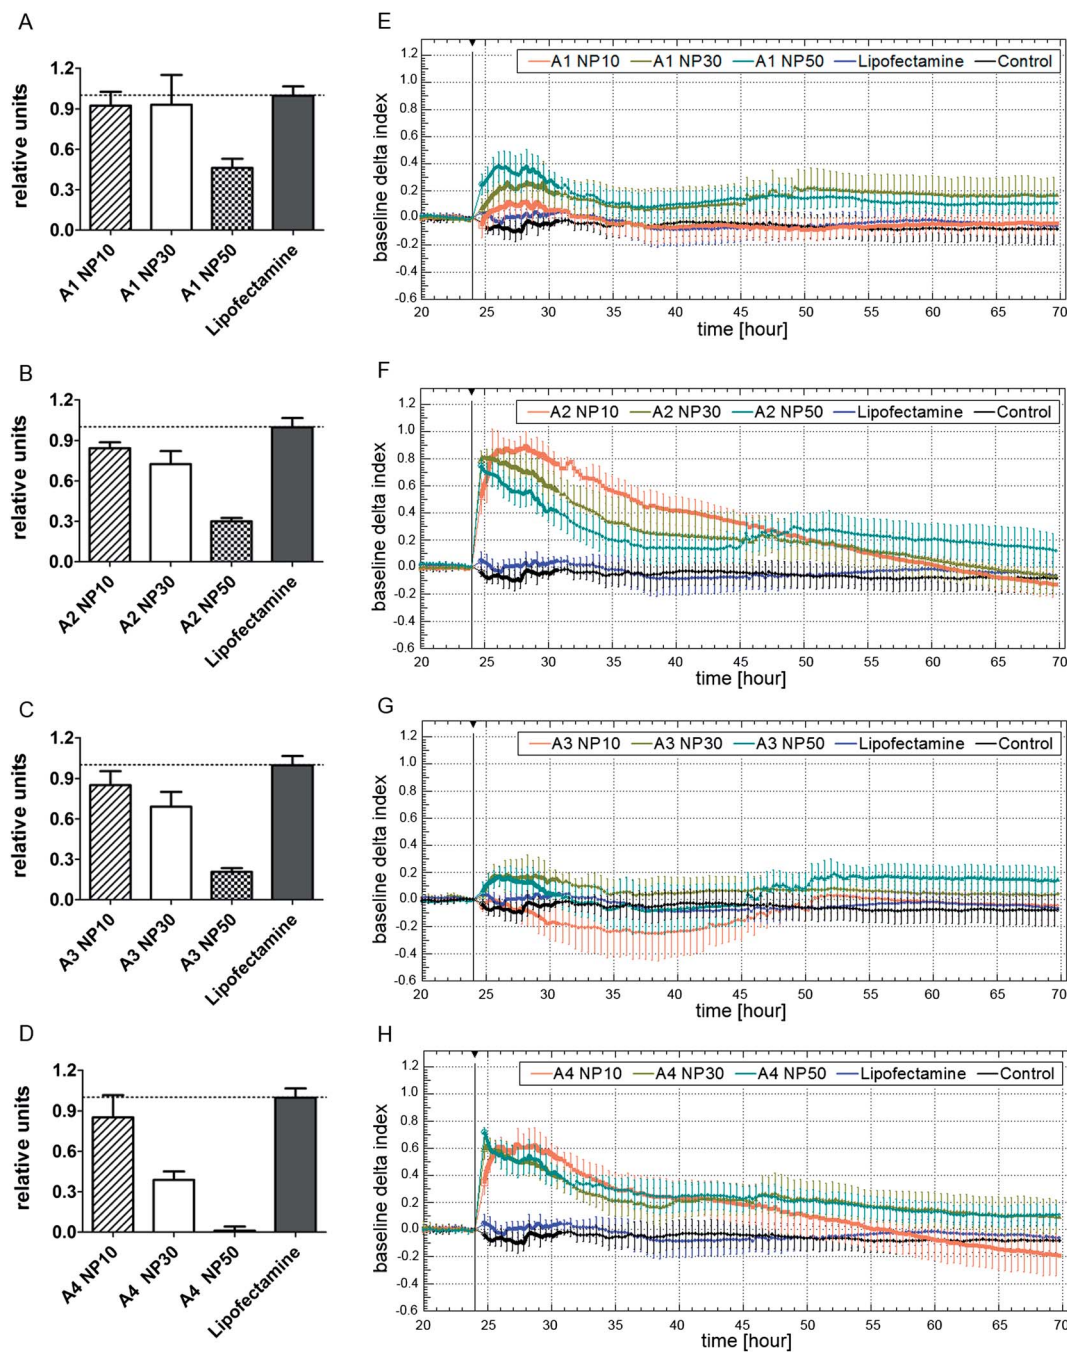 A
relative units
1.2
0.9
0.6
0.3
0.0
A1 NP10
A1 NP30
A1 NP50
Lipofectamine
E
baseline delta index
1.2
1.0
0.8
0.6
0.4
0.2
0.0
-0.2
-0.4
-0.6
A1 NP10 A1 NP30 A1 NP50 Lipofectamine Control
20 25 30 35 40 45 50 55 60 65 70
time [hour]
B
relative units
1.2
0.9
0.6
0.3
0.0
A2 NP10
A2 NP30
A2 NP50
Lipofectamine
F
baseline delta index
1.2
1.0
0.8
0.6
0.4
0.2
0.0
-0.2
-0.4
-0.6
A2 NP10 A2 NP30 A2 NP50 Lipofectamine Control
20 25 30 35 40 45 50 55 60 65 70
time [hour]
C
relative units
1.2
0.9
0.6
0.3
0.0
A3 NP10
A3 NP30
A3 NP50
Lipofectamine
G
baseline delta index
1.2
1.0
0.8
0.6
0.4
0.2
0.0
-0.2
-0.4
-0.6
A3 NP10 A3 NP30 A3 NP50 Lipofectamine Control
20 25 30 35 40 45 50 55 60 65 70
time [hour]
D
relative units
1.2
0.9
0.6
0.3
0.0
A4 NP10
A4 NP30
A4 NP50
Lipofectamine
H
baseline delta index
1.2
1.0
0.8
0.6
0.4
0.2
0.0
-0.2
-0.4
-0.6
A4 NP10 A4 NP30 A4 NP50 Lipofectamine Control
20 25 30 35 40 45 50 55 60 65 70
time [hour]